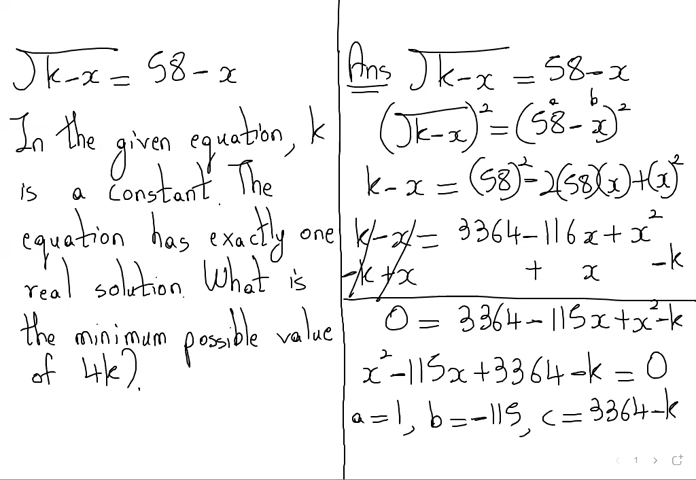 √k-x = 58-x
In the given equation, k
is a constant. The
equation has exactly one
real solution. What is
the minimum possible value
of 4k?
Ans √k-x = 58-x
a b
(√k-x)² = (58-x)²
k-x = (58)²-2(58)(x)+(x)²
k-x = 3364-116x+x²
-k+x + x -k
0 = 3364-115x+x²-k
x²-115x+3364-k = 0
a=1, b=-115, c=3364-k
1